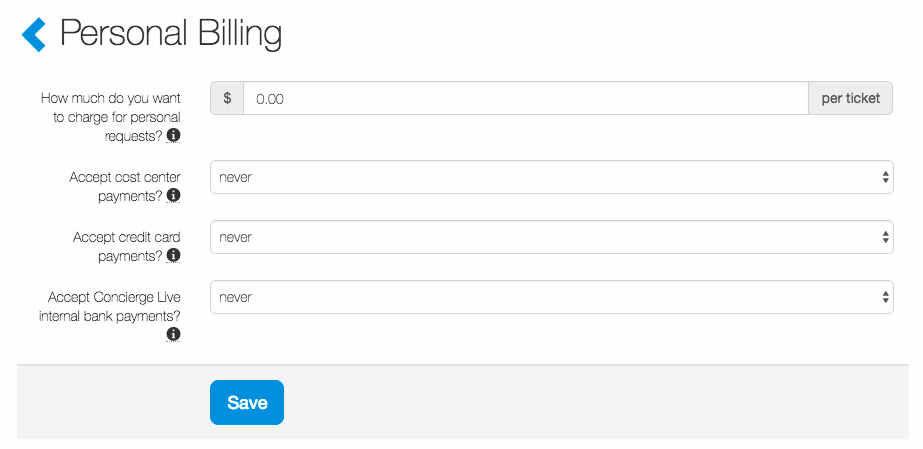 Personal Billing
How much do you want
to charge for personal
requests?
$ 0.00 per ticket
Accept cost center
payments?
never
Accept credit card
payments?
never
Accept Concierge Live
internal bank payments?
never
Save